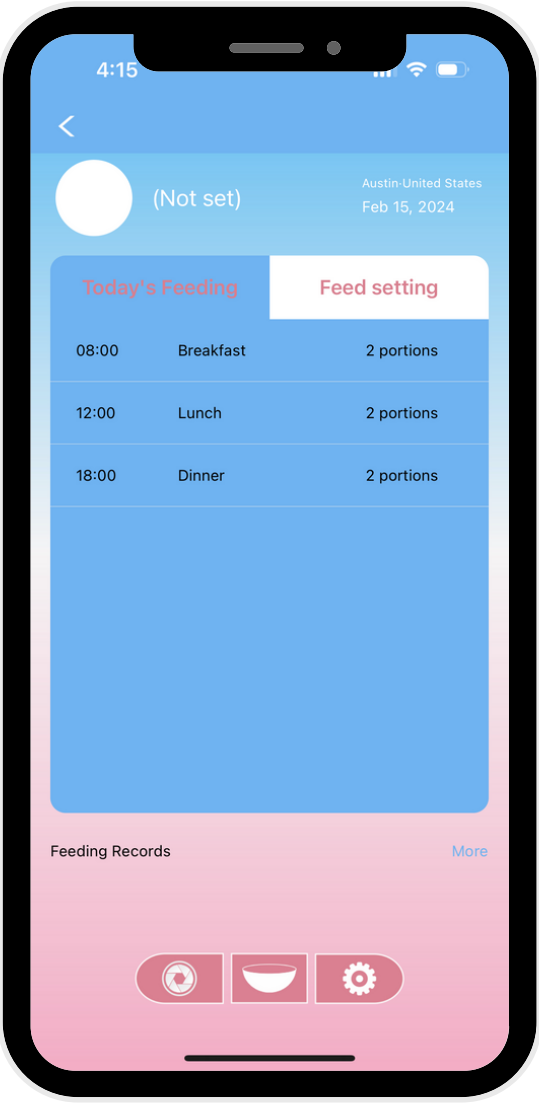 4:15
(Not set)
Austin·United States
Feb 15, 2024
Today's Feeding
Feed setting
08:00 Breakfast 2 portions
12:00 Lunch 2 portions
18:00 Dinner 2 portions
Feeding Records
More